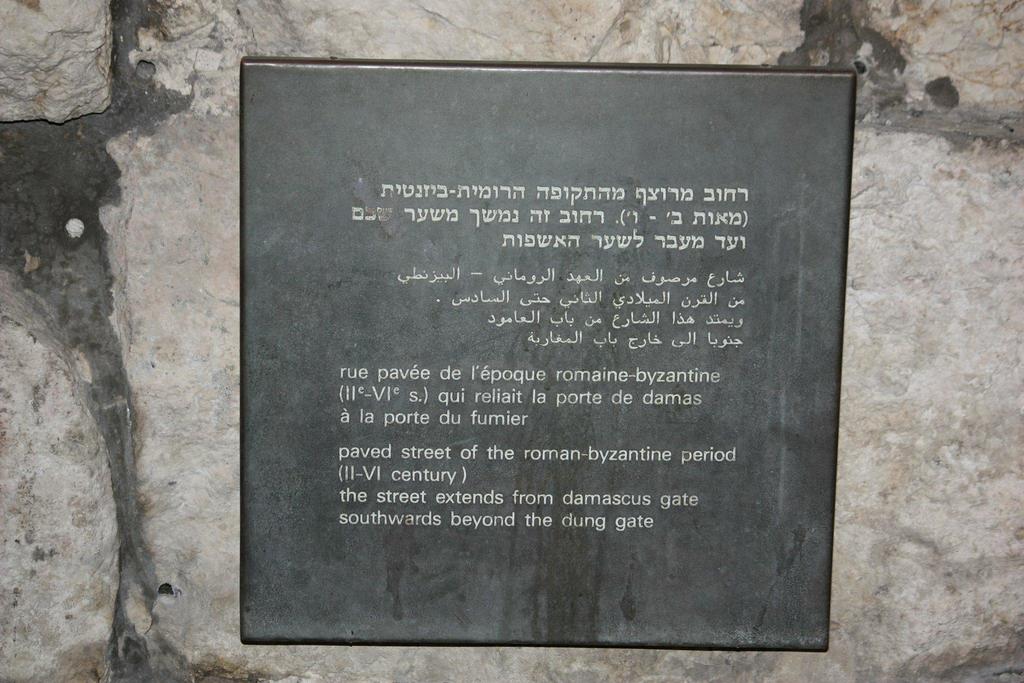 רחוב מרוצף מהתקופה הרומית-ביזנטית
(מאות ב׳ - ו׳). רחוב זה נמשך משער שכם
ועד מעבר לשער האשפות
شارع مرصوف من العهد الروماني – البيزنطي
من القرن الميلادي الثاني حتى السادس .
ويمتد هذا الشارع من باب العامود
جنوبا الى خارج باب المغاربة
rue pavée de l'époque romaine-byzantine
(IIᵉ-VIᵉ s.) qui reliait la porte de damas
à la porte du fumier
paved street of the roman-byzantine period
(II-VI century)
the street extends from damascus gate
southwards beyond the dung gate